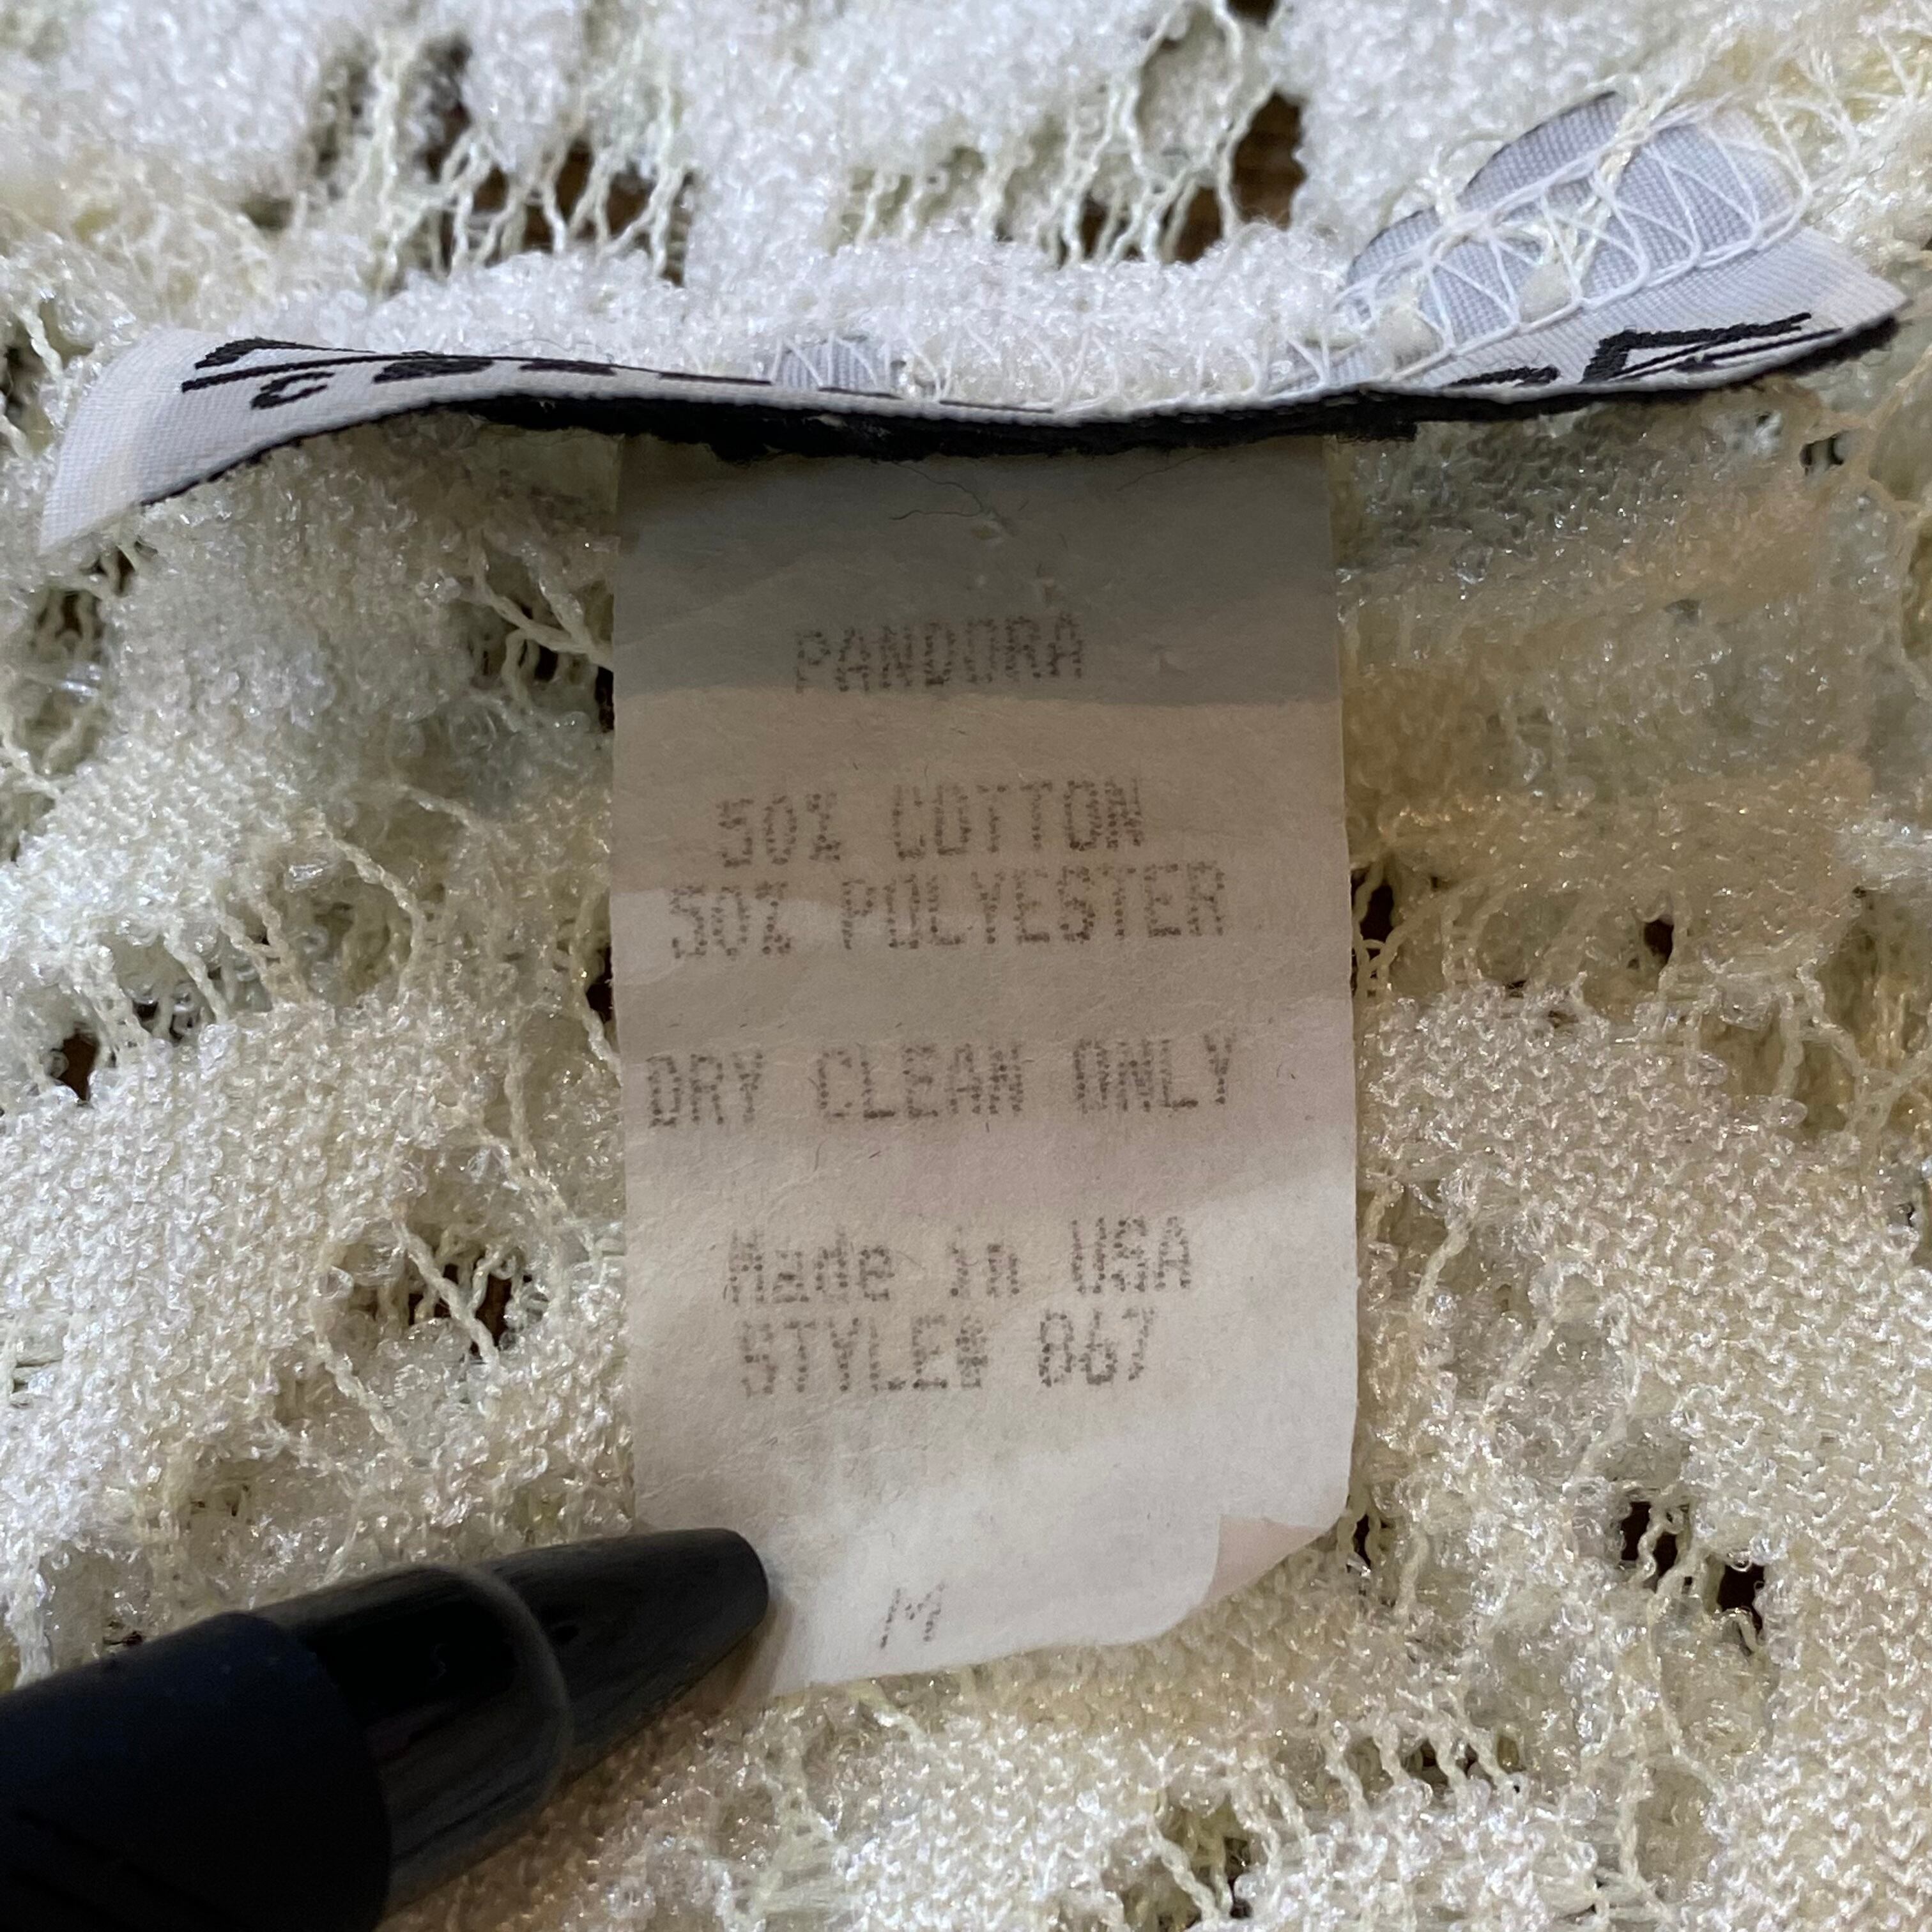 PANDORA
50% COTTON
50% POLYESTER
DRY CLEAN ONLY
Made in USA
STYLE# 867
M